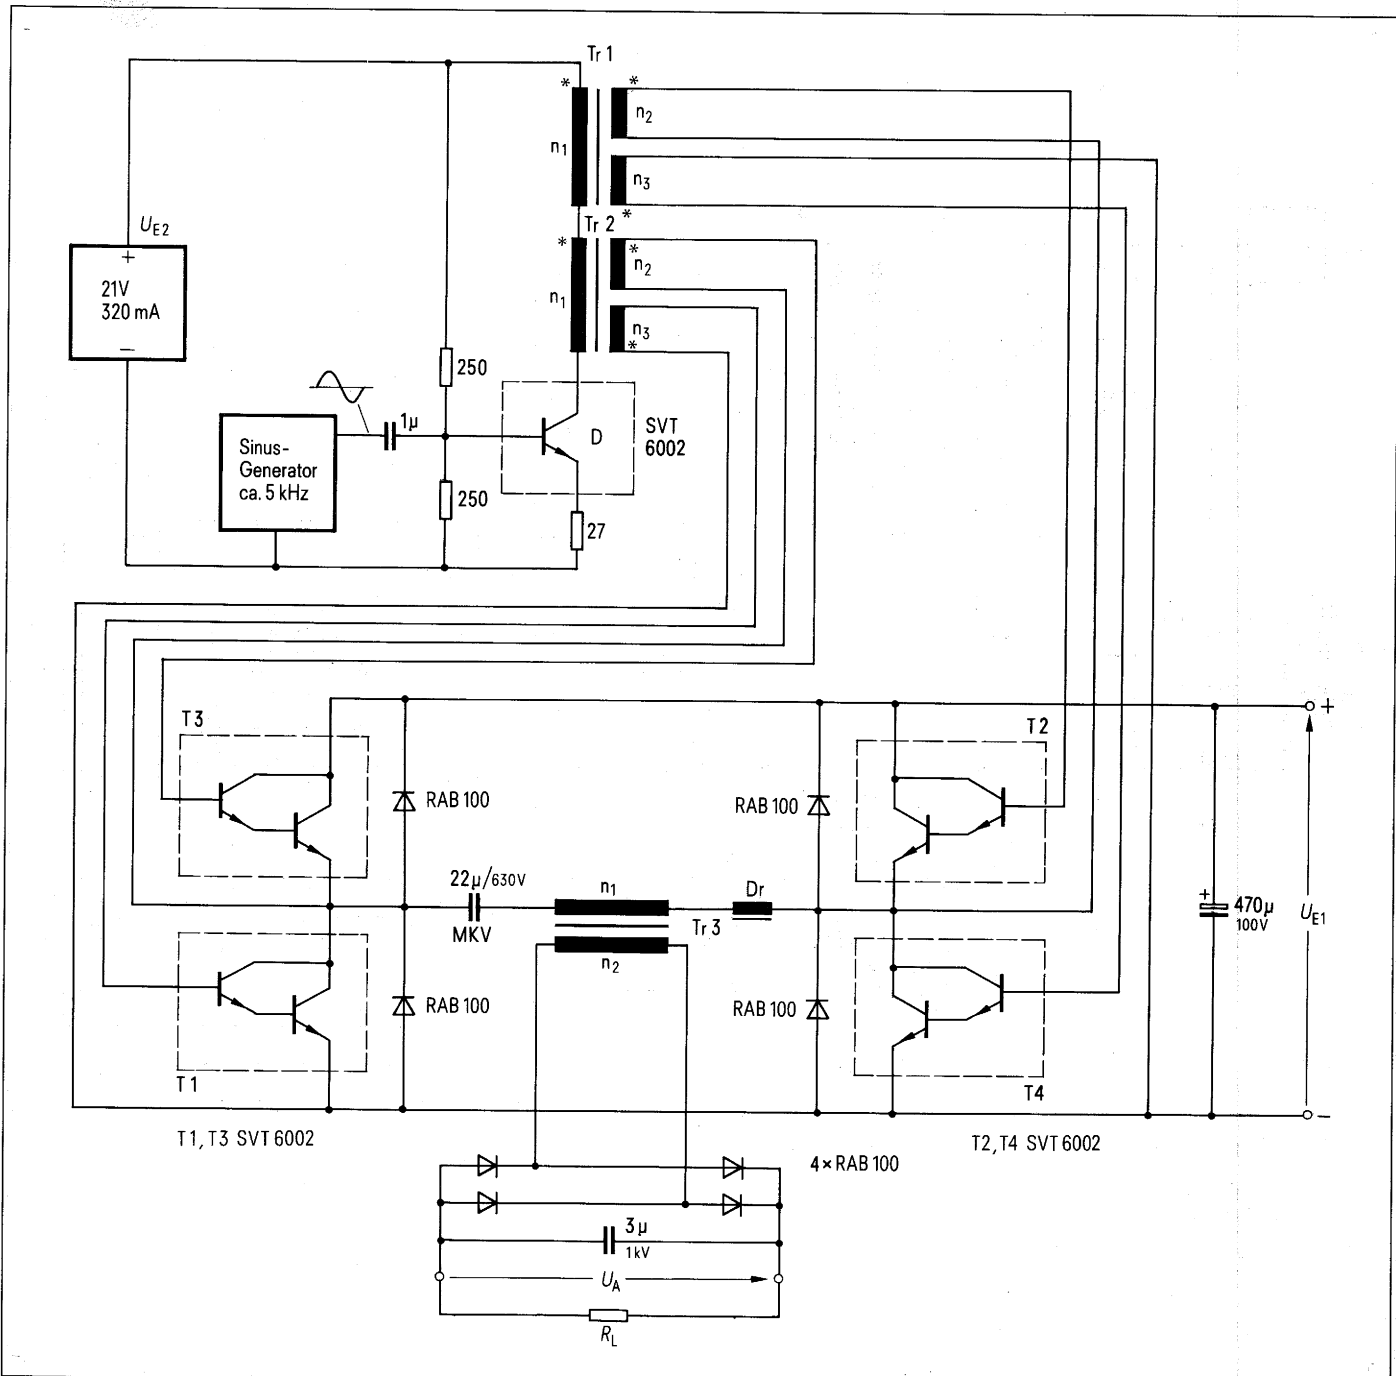 Tr 1
*
*
n2
n1
n3
*
Tr 2
*
*
n2
n1
n3
*
UE2
+
21V
320 mA
−
250
1µ
D
SVT
6002
Sinus-
Generator
ca. 5 kHz
250
27
T3
T2
+
RAB 100
RAB 100
22µ/630V
n1
Dr
MKV
Tr 3
n2
+
470µ
100V
UE1
RAB 100
RAB 100
T1
T4
−
T1, T3 SVT 6002
T2, T4 SVT 6002
4×RAB 100
3µ
1kV
UA
RL